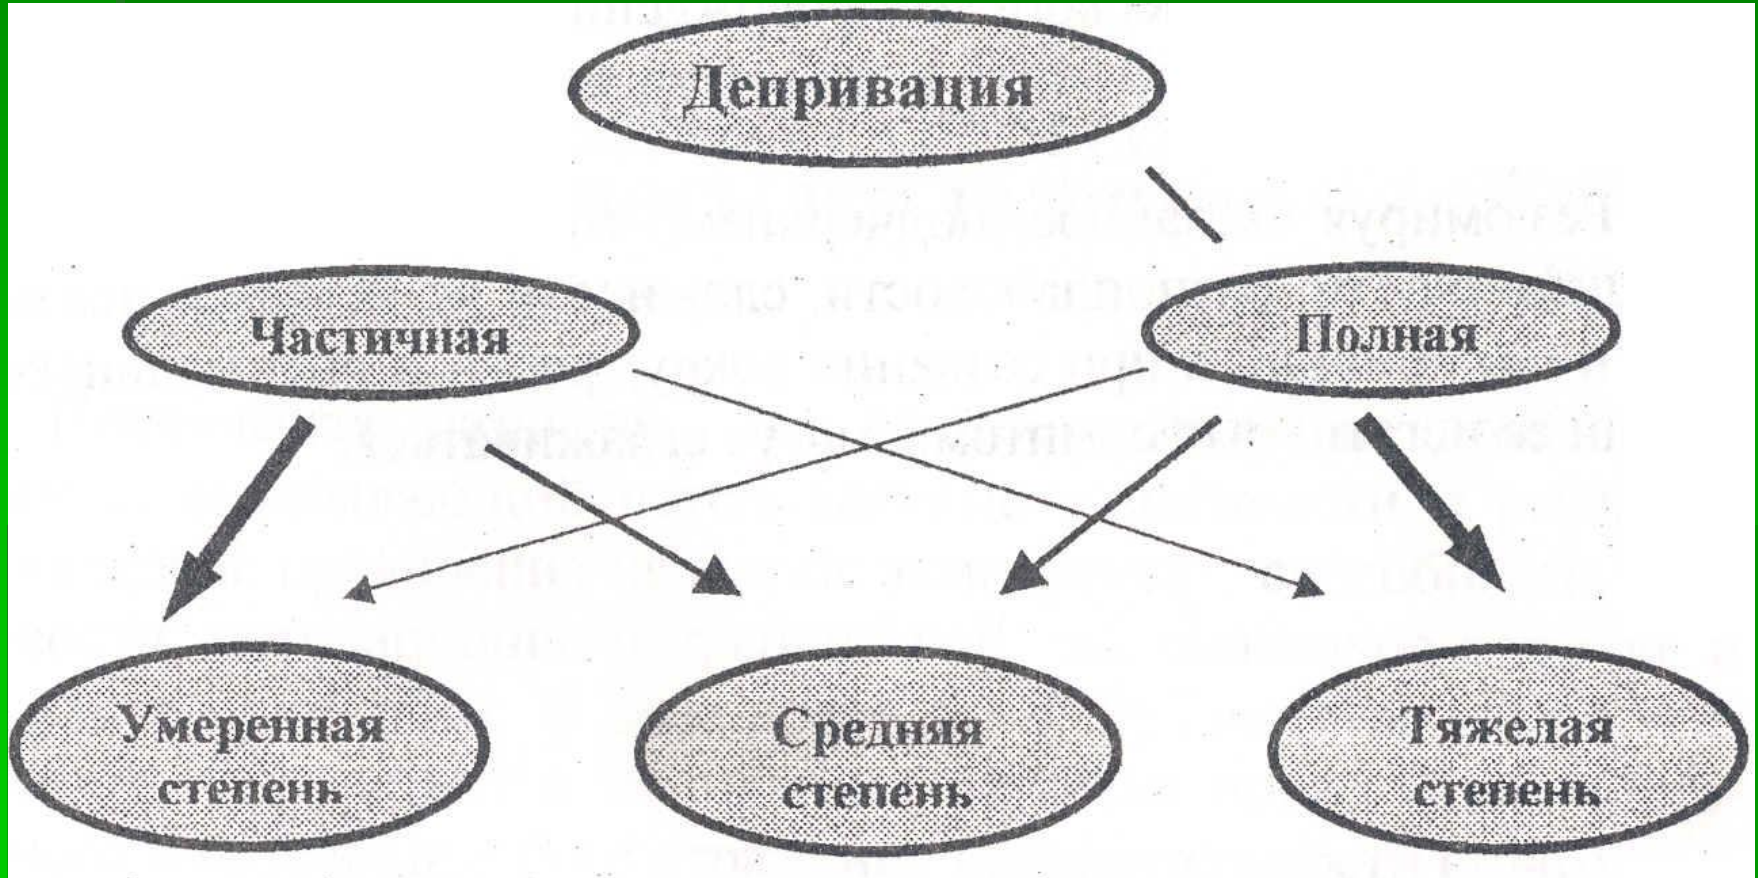 Депривация
Частичная
Полная
Умеренная
степень
Средняя
степень
Тяжелая
степень